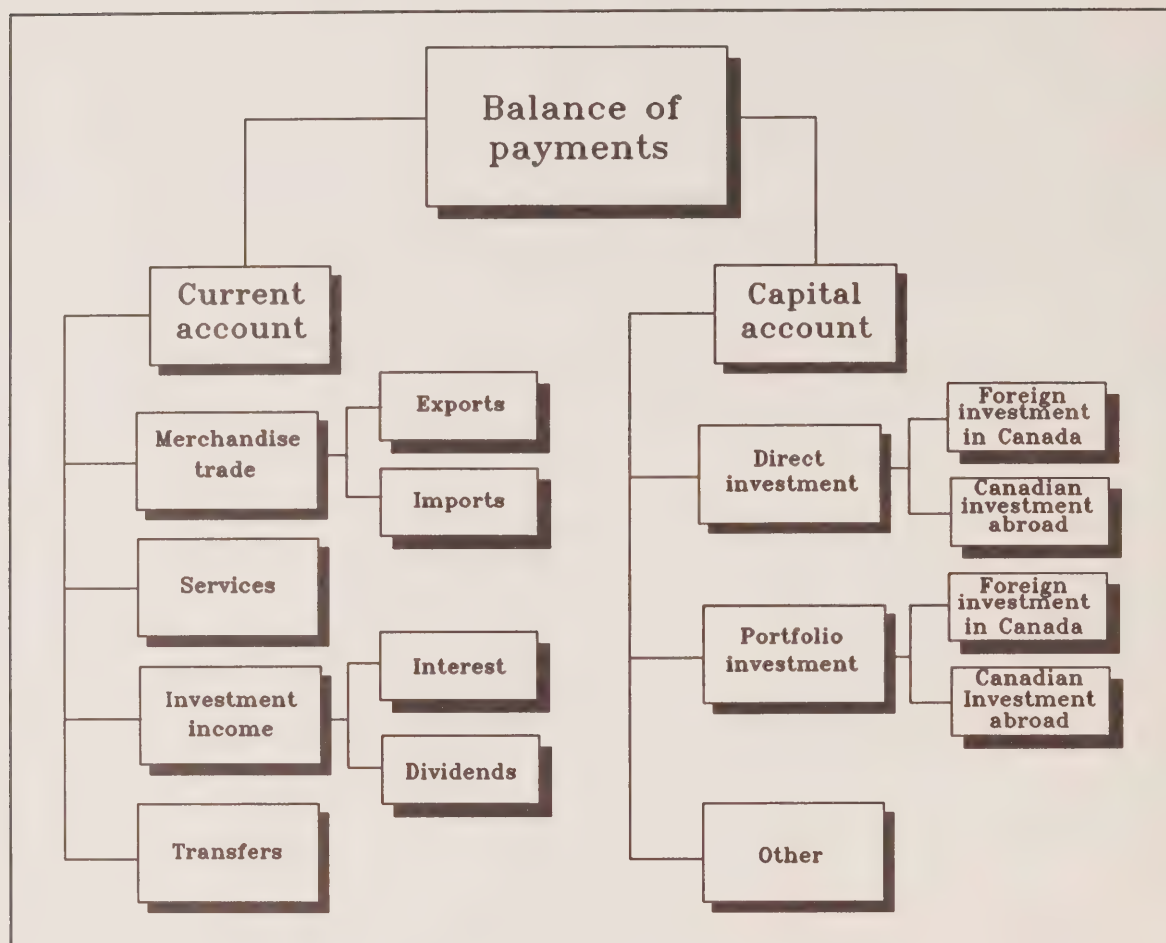 Balance of
payments
Current
account
Merchandise
trade
Exports
Imports
Services
Investment
income
Interest
Dividends
Transfers
Capital
account
Direct
investment
Foreign
investment
in Canada
Canadian
investment
abroad
Portfolio
investment
Foreign
investment
in Canada
Canadian
Investment
abroad
Other